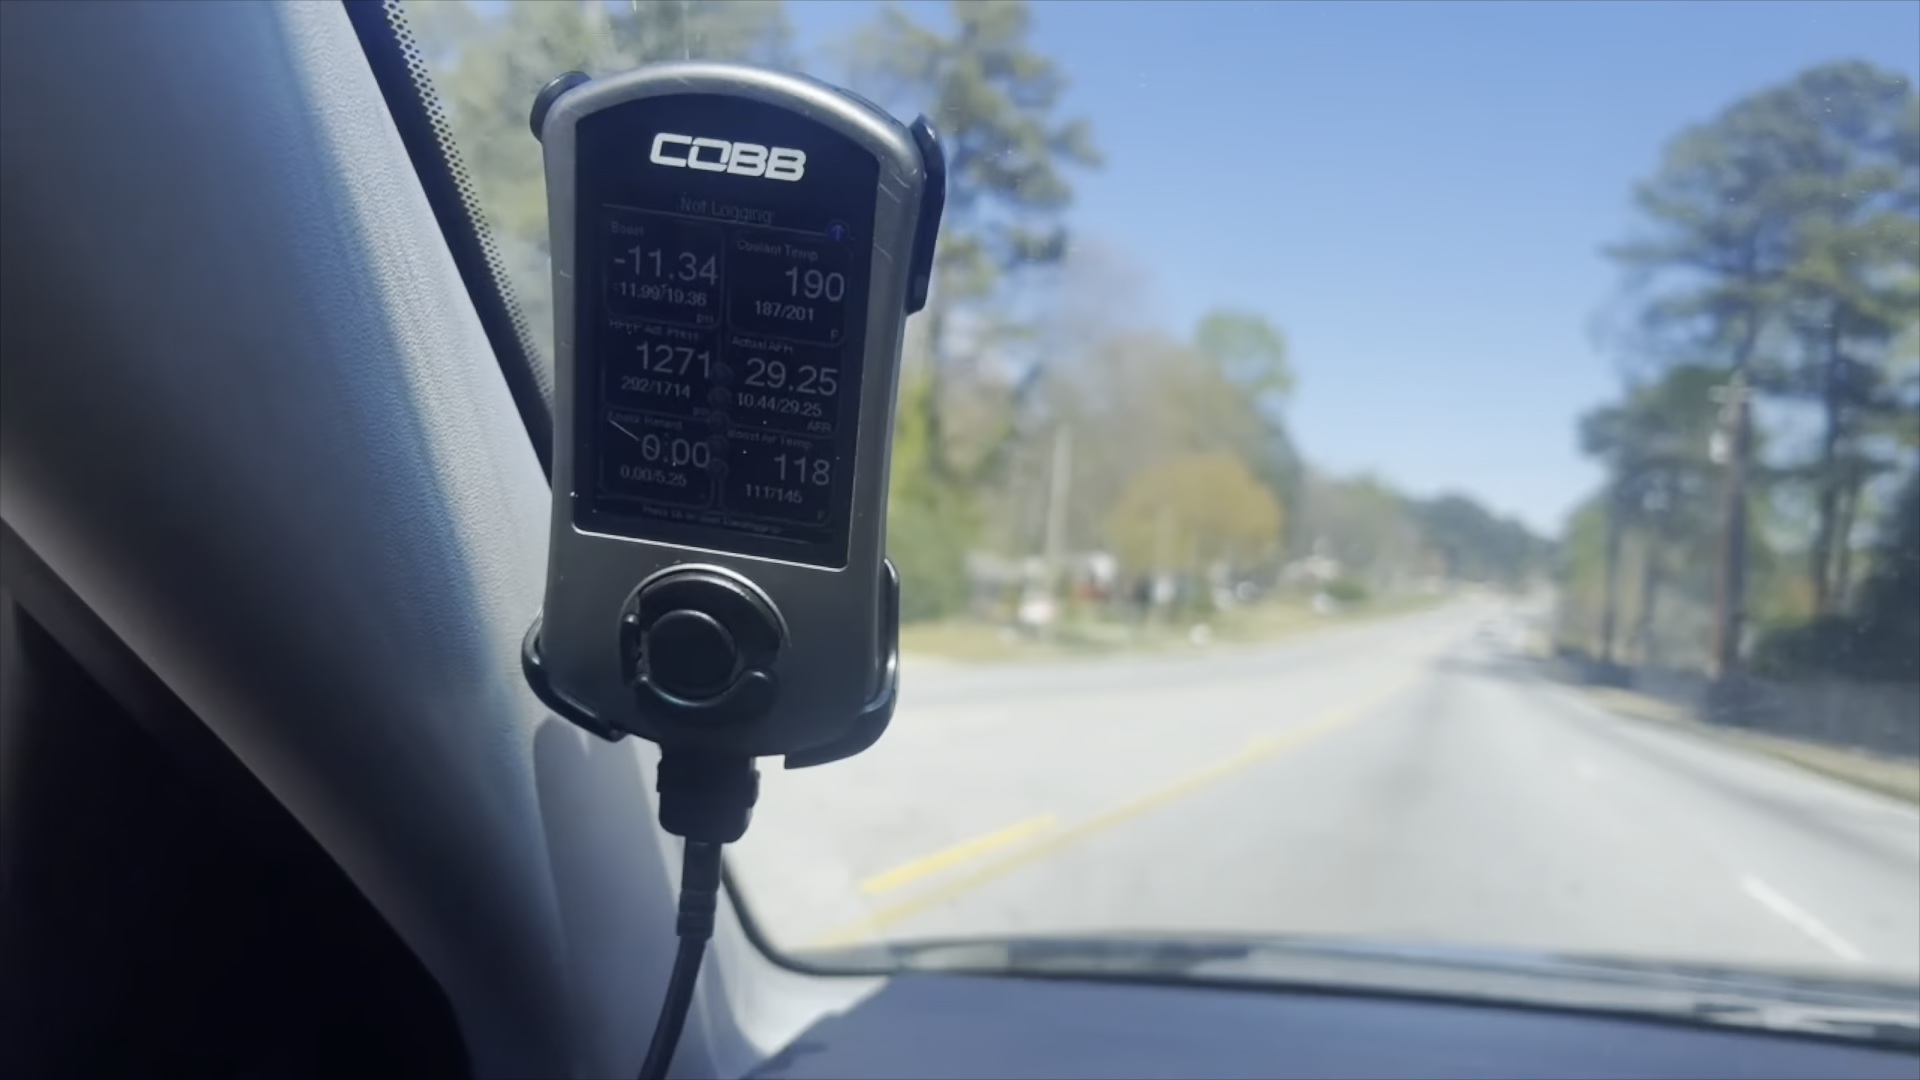 COBB
Not Logging
Boost
-11.34
-11.99/19.36
psi
Coolant Temp
190
187/201
F
1271
292/1714
psi
Actual AFR
29.25
10.44/29.25
AFR
0.00
0.00/5.25
Boost Air Temp
118
111/145
F